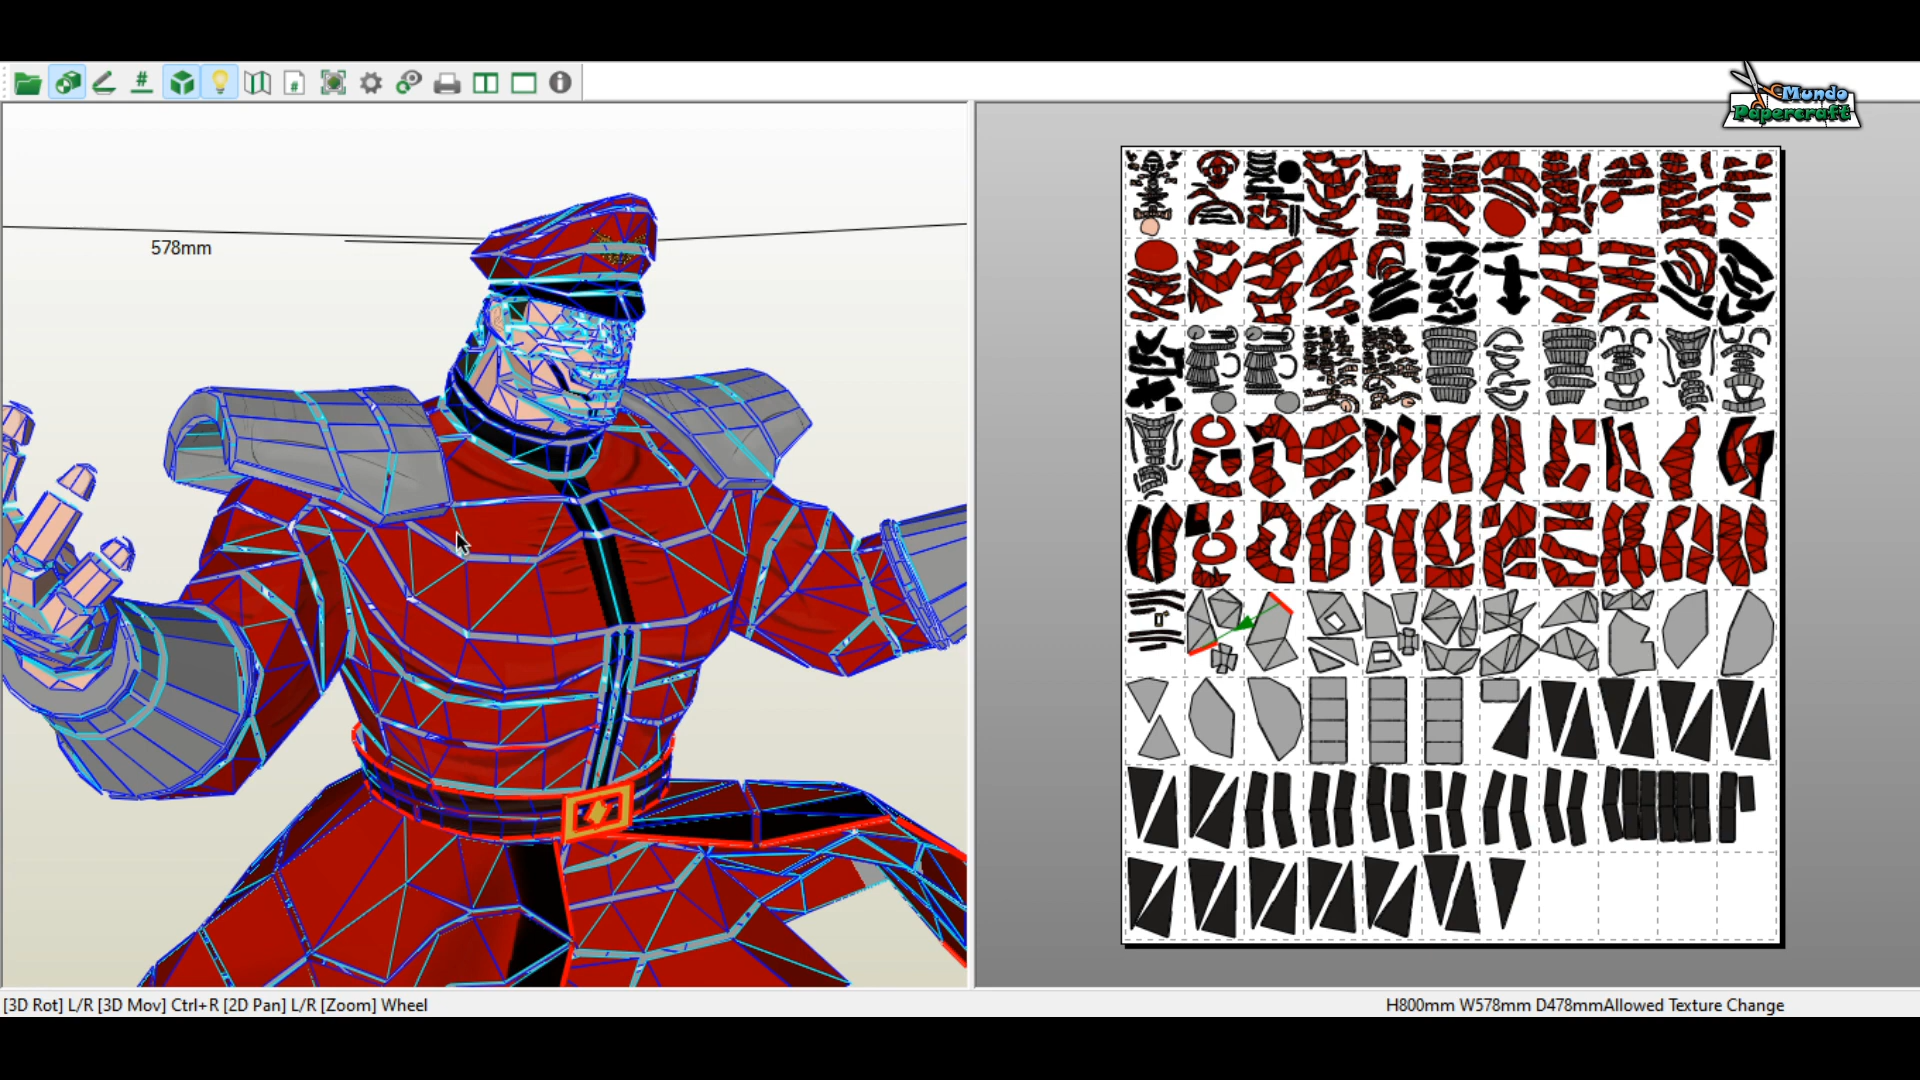 Mundo
Papercraft
578mm
[3D Rot] L/R [3D Mov] Ctrl+R [2D Pan] L/R [Zoom] Wheel
H800mm W578mm D478mmAllowed Texture Change